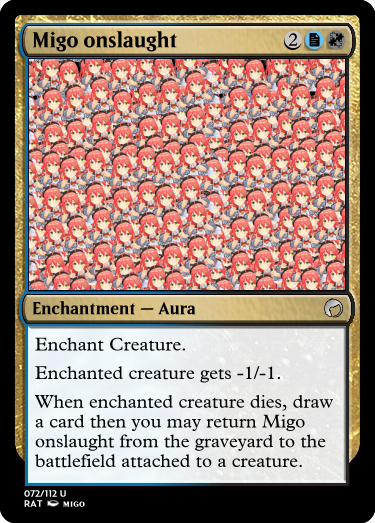 Migo onslaught 2
Enchantment — Aura
Enchant Creature.
Enchanted creature gets -1/-1.
When enchanted creature dies, draw
a card then you may return Migo
onslaught from the graveyard to the
battlefield attached to a creature.
072/112 U
RAT MIGO